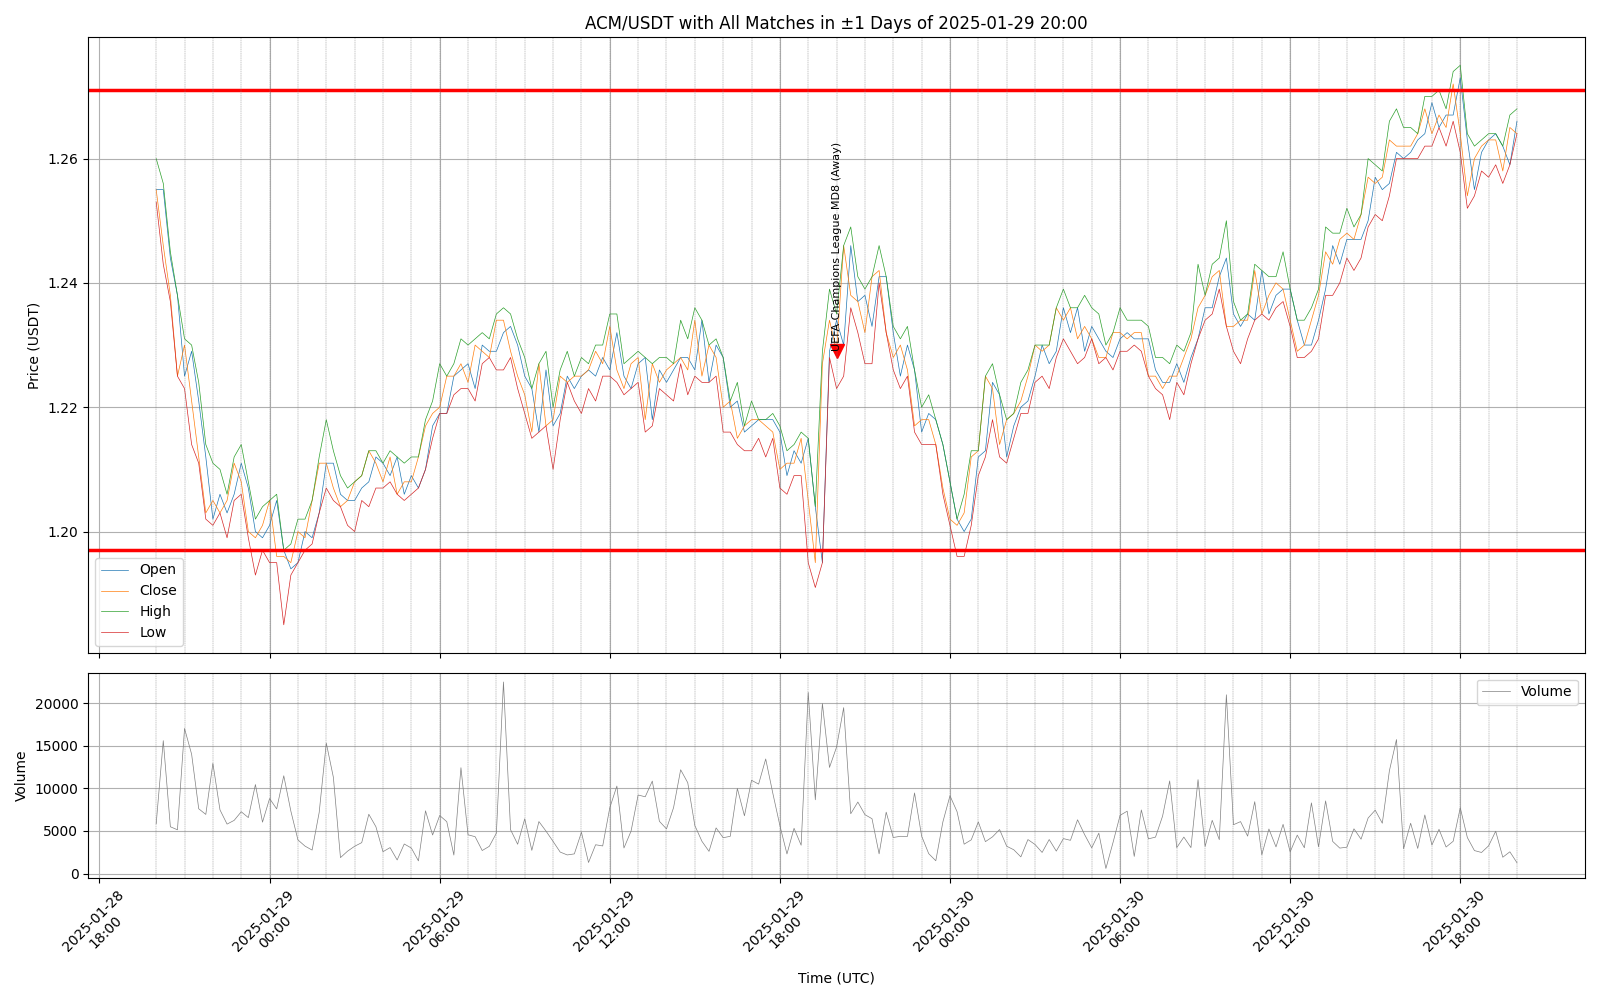 ACM/USDT with All Matches in ±1 Days of 2025-01-29 20:00
Price (USDT)
1.26
1.24
1.22
1.20
UEFA Champions League MD8 (Away)
Open
Close
High
Low
Volume
20000
15000
10000
5000
0
Volume
2025-01-28
18:00
2025-01-29
00:00
2025-01-29
06:00
2025-01-29
12:00
2025-01-29
18:00
2025-01-30
00:00
2025-01-30
06:00
2025-01-30
12:00
2025-01-30
18:00
Time (UTC)